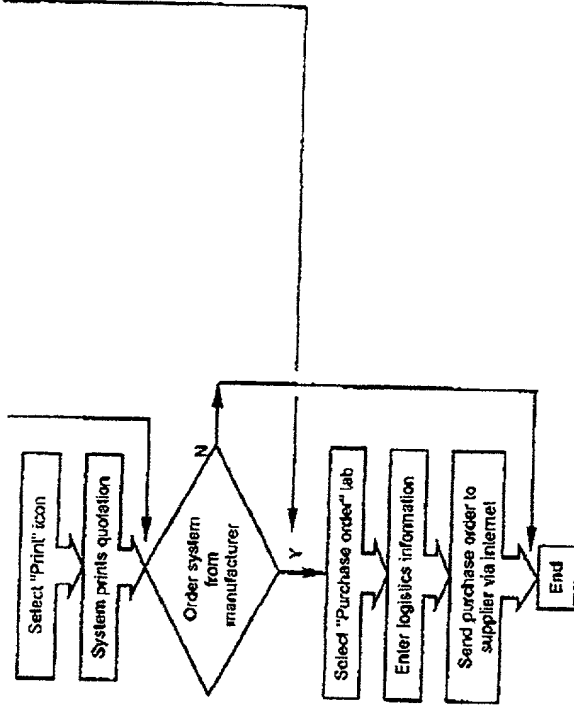 Select "Print" icon
System prints quotation
Order system
from
manufacturer
N
Y
Select "Purchase order" tab
Enter logistics information
Send purchase order to
supplier via internet
End